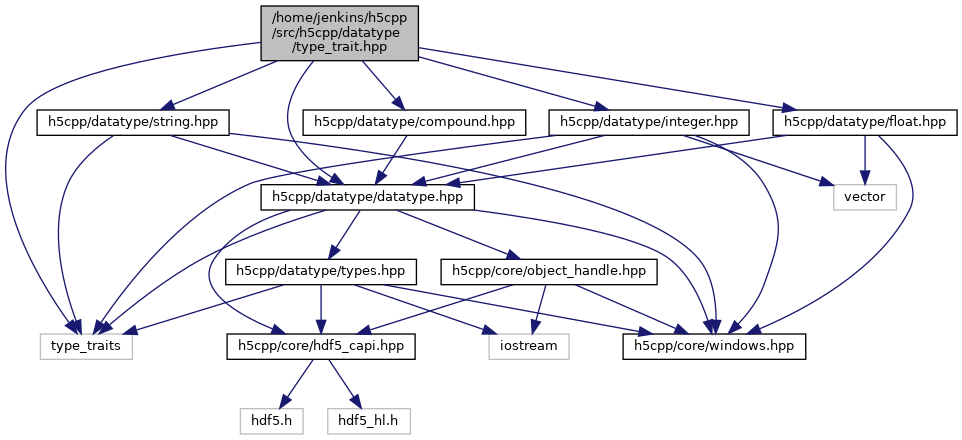 /home/jenkins/h5cpp
/src/h5cpp/datatype
/type_trait.hpp
h5cpp/datatype/string.hpp
h5cpp/datatype/compound.hpp
h5cpp/datatype/integer.hpp
h5cpp/datatype/float.hpp
h5cpp/datatype/datatype.hpp
vector
h5cpp/datatype/types.hpp
h5cpp/core/object_handle.hpp
type_traits
h5cpp/core/hdf5_capi.hpp
iostream
h5cpp/core/windows.hpp
hdf5.h
hdf5_hl.h